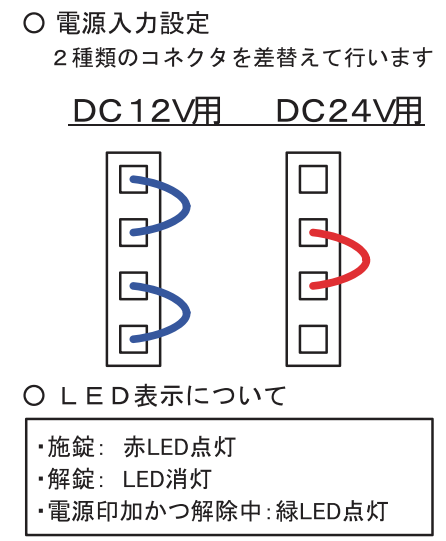 ○ 電源入力設定
２種類のコネクタを差替えて行います
DC12V用 DC24V用
○ ＬＥＤ表示について
・施錠： 赤LED点灯
・解錠： LED消灯
・電源印加かつ解除中：緑LED点灯